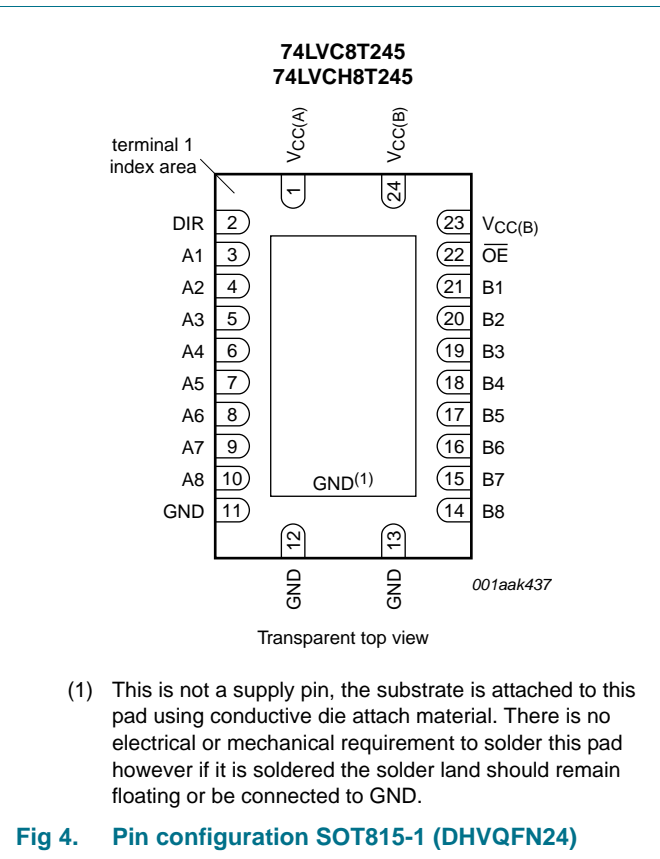 74LVC8T245
74LVCH8T245
VCC(A)
VCC(B)
terminal 1
index area
1
24
DIR 2
23 VCC(B)
A1 3
22 O̅E̅
A2 4
21 B1
A3 5
20 B2
A4 6
19 B3
A5 7
18 B4
A6 8
17 B5
A7 9
16 B6
A8 10
15 B7
GND(1)
GND 11
14 B8
12
13
GND
GND
001aak437
Transparent top view
(1) This is not a supply pin, the substrate is attached to this
pad using conductive die attach material. There is no
electrical or mechanical requirement to solder this pad
however if it is soldered the solder land should remain
floating or be connected to GND.
Fig 4. Pin configuration SOT815-1 (DHVQFN24)